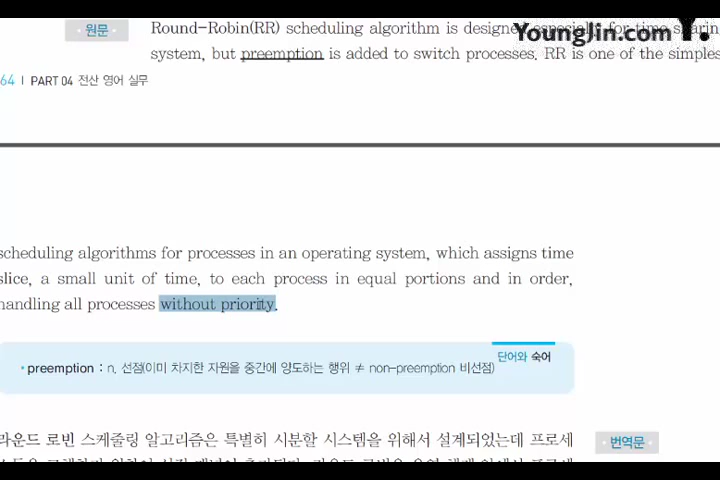 원문
Round-Robin(RR) scheduling algorithm is designed especially for time sharin
YoungJin.com Y.
system, but preemption is added to switch processes. RR is one of the simples
64 | PART 04 전산 영어 실무
scheduling algorithms for processes in an operating system, which assigns time
slice, a small unit of time, to each process in equal portions and in order,
handling all processes without priority.
단어와 숙어
• preemption : n. 선점(이미 차지한 자원을 중간에 양도하는 행위 ≠ non-preemption 비선점)
라운드 로빈 스케줄링 알고리즘은 특별히 시분할 시스템을 위해서 설계되었는데 프로세
번역문